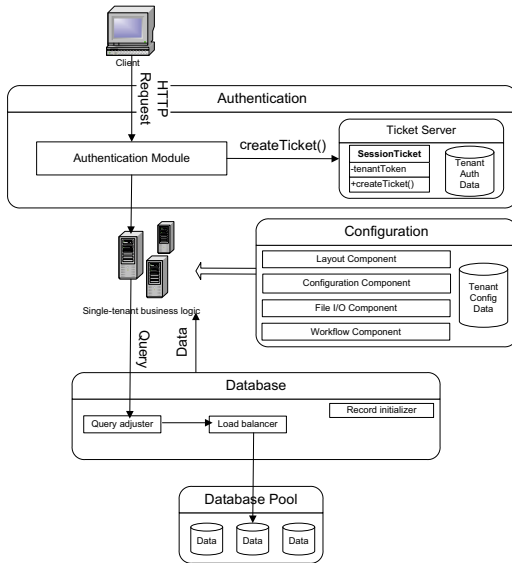 Client
HTTP
Request
Authentication
Authentication Module
createTicket()
Ticket Server
SessionTicket
-tenantToken
+createTicket()
Tenant
Auth
Data
Configuration
Layout Component
Configuration Component
File I/O Component
Workflow Component
Tenant
Config
Data
Single-tenant business logic
Query
Data
Database
Record initializer
Query adjuster
Load balancer
Database Pool
Data
Data
Data